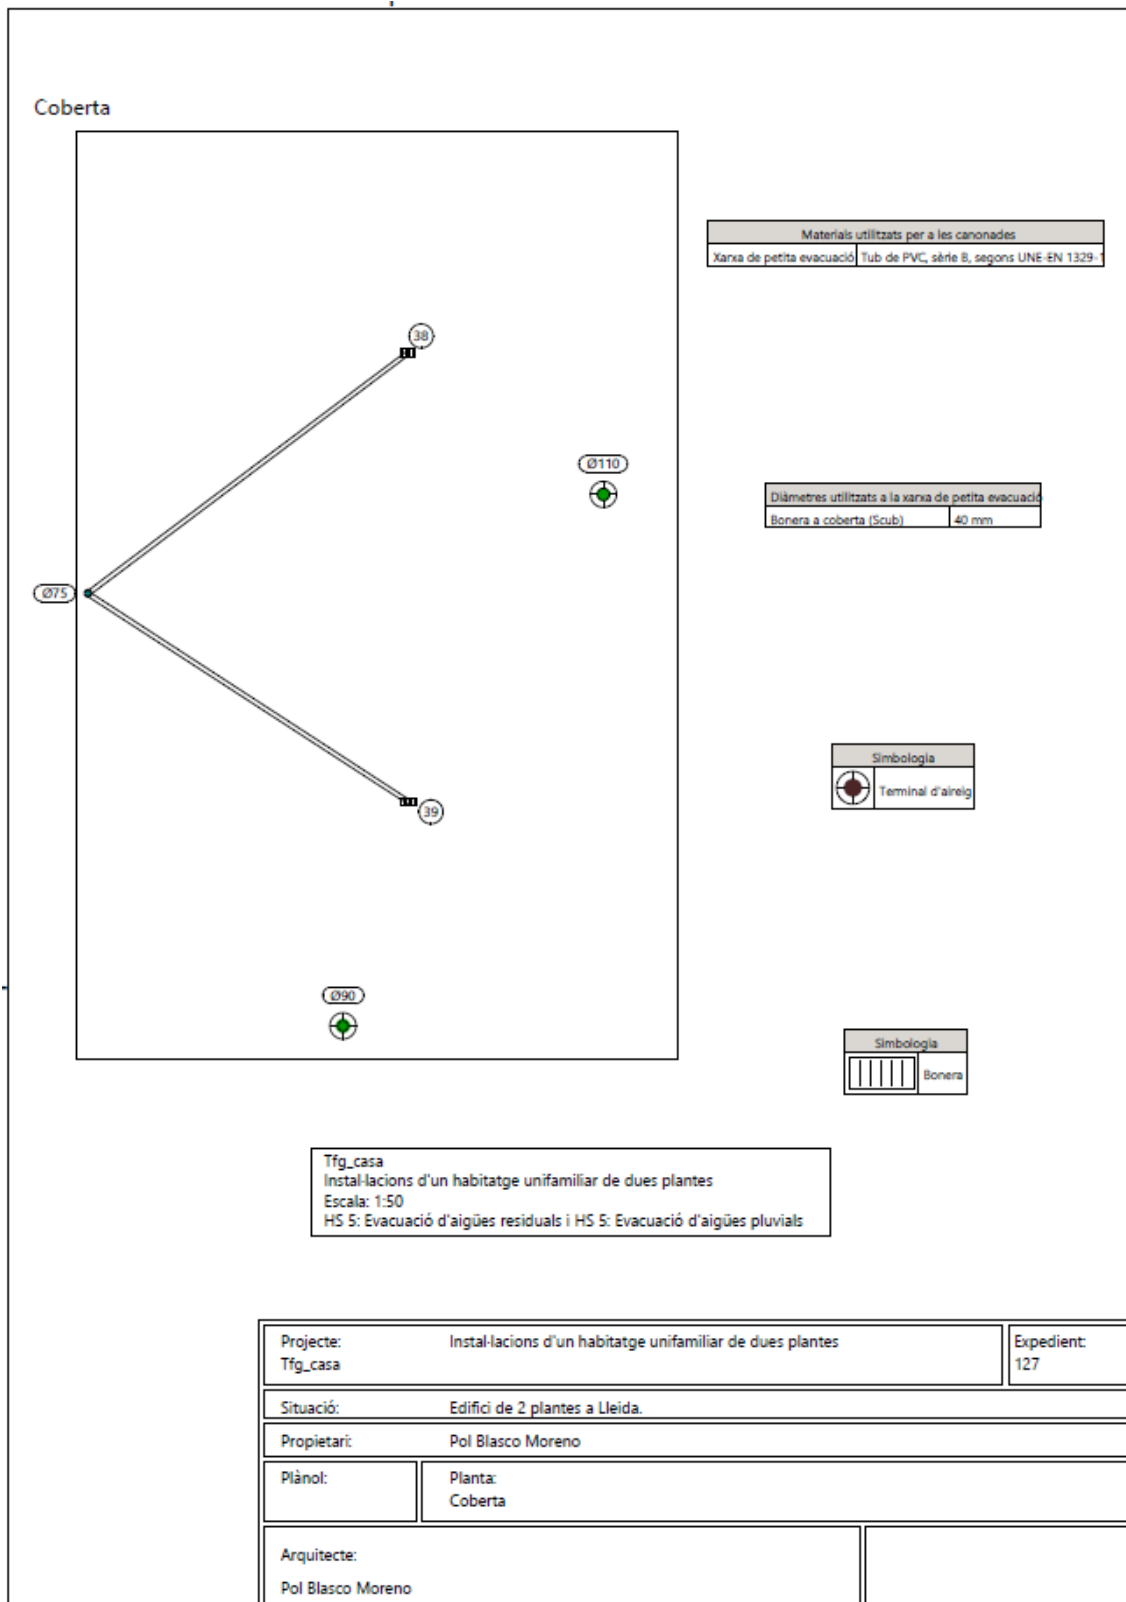 Coberta
Materials utilitzats per a les canonades
Xarxa de petita evacuació Tub de PVC, sèrie B, segons UNE-EN 1329-1
38
Ø110
Diàmetres utilitzats a la xarxa de petita evacuació
Bonera a coberta (Scub) 40 mm
Ø75
Simbologia
Terminal d'aireig
39
Ø90
Simbologia
Bonera
Tfg_casa
Instal·lacions d'un habitatge unifamiliar de dues plantes
Escala: 1:50
HS 5: Evacuació d'aigües residuals i HS 5: Evacuació d'aigües pluvials
Projecte: Instal·lacions d'un habitatge unifamiliar de dues plantes Expedient:
Tfg_casa 127
Situació: Edifici de 2 plantes a Lleida.
Propietari: Pol Blasco Moreno
Plànol: Planta:
Coberta
Arquitecte:
Pol Blasco Moreno